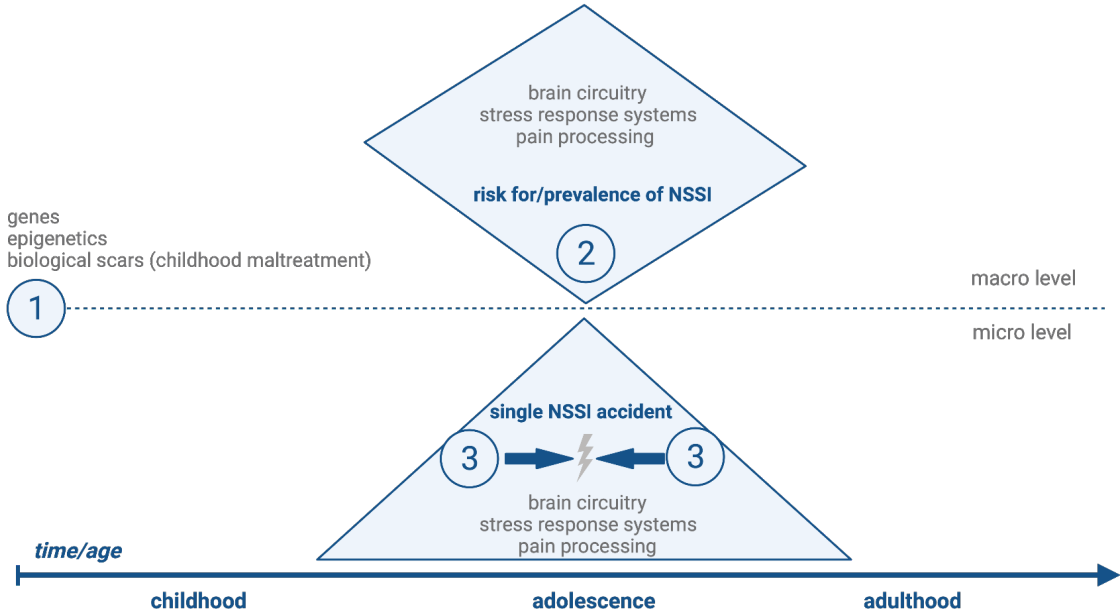 brain circuitry
stress response systems
pain processing
risk for/prevalence of NSSI
2
genes
epigenetics
biological scars (childhood maltreatment)
1
macro level
micro level
single NSSI accident
3
3
brain circuitry
stress response systems
pain processing
time/age
childhood
adolescence
adulthood